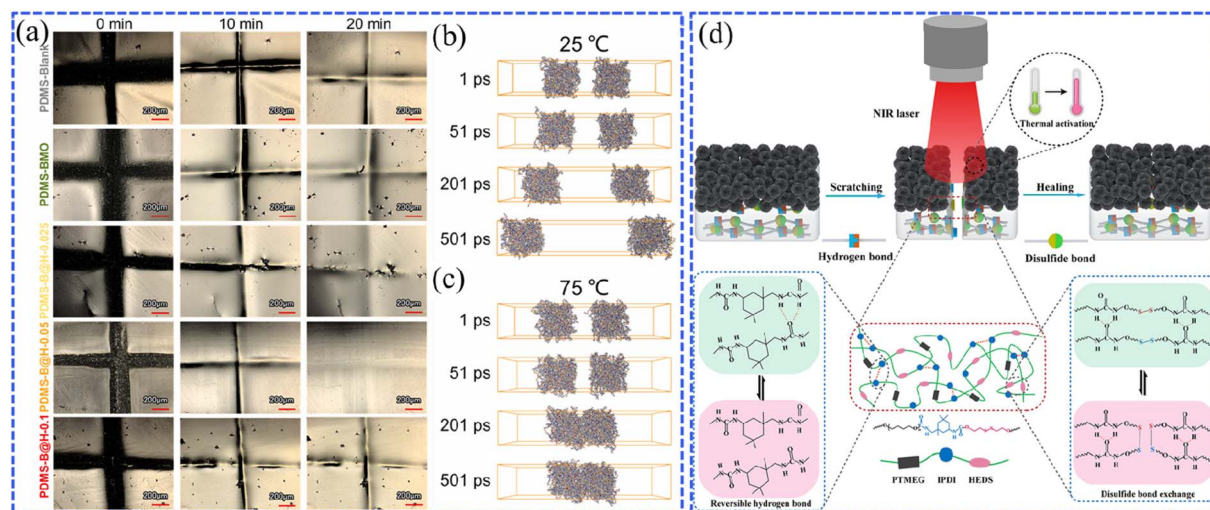 (a)
0 min
10 min
20 min
PDMS-Blank
200μm
200μm
200μm
PDMS-BMO
200μm
200μm
200μm
PDMS-B@H-0.025
200μm
200μm
200μm
PDMS-B@H-0.05
200μm
200μm
200μm
PDMS-B@H-0.1
200μm
200μm
200μm
(b)
25 ℃
1 ps
51 ps
201 ps
501 ps
(c)
75 ℃
1 ps
51 ps
201 ps
501 ps
(d)
NIR laser
Thermal activation
Scratching
Healing
Hydrogen bond
Disulfide bond
PTMEG
IPDI
HEDS
Reversible hydrogen bond
Disulfide bond exchange